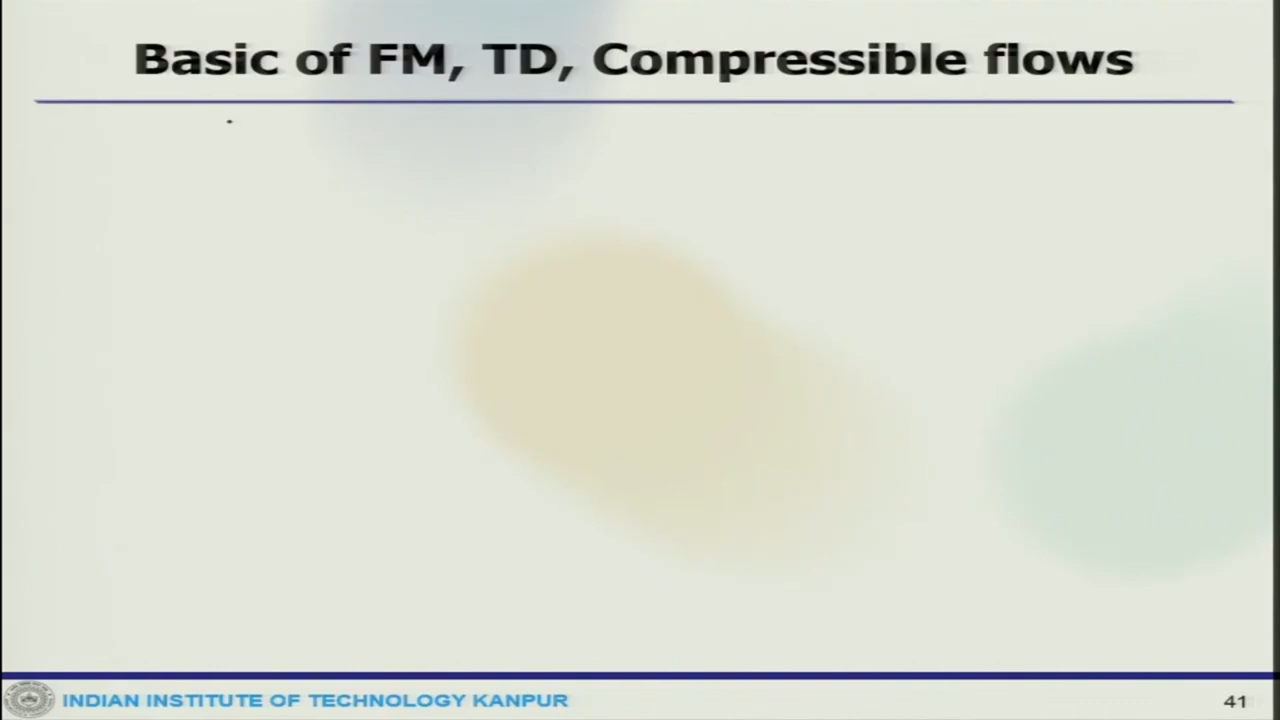 Basic of FM, TD, Compressible flows
INDIAN INSTITUTE OF TECHNOLOGY KANPUR
41